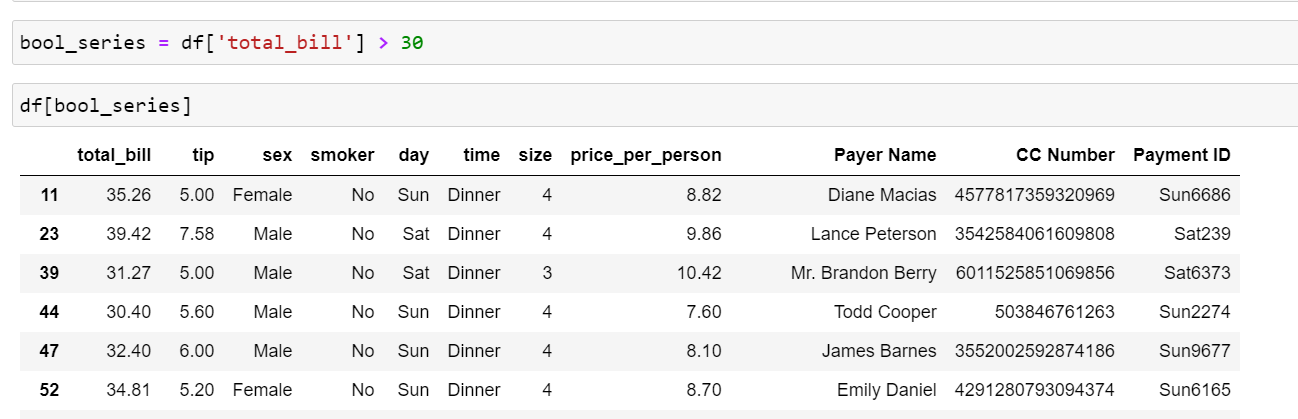 bool_series = df['total_bill'] > 30
df[bool_series]
total_bill tip sex smoker day time size price_per_person Payer Name CC Number Payment ID
11 35.26 5.00 Female No Sun Dinner 4 8.82 Diane Macias 4577817359320969 Sun6686
23 39.42 7.58 Male No Sat Dinner 4 9.86 Lance Peterson 3542584061609808 Sat239
39 31.27 5.00 Male No Sat Dinner 3 10.42 Mr. Brandon Berry 6011525851069856 Sat6373
44 30.40 5.60 Male No Sun Dinner 4 7.60 Todd Cooper 503846761263 Sun2274
47 32.40 6.00 Male No Sun Dinner 4 8.10 James Barnes 3552002592874186 Sun9677
52 34.81 5.20 Female No Sun Dinner 4 8.70 Emily Daniel 4291280793094374 Sun6165